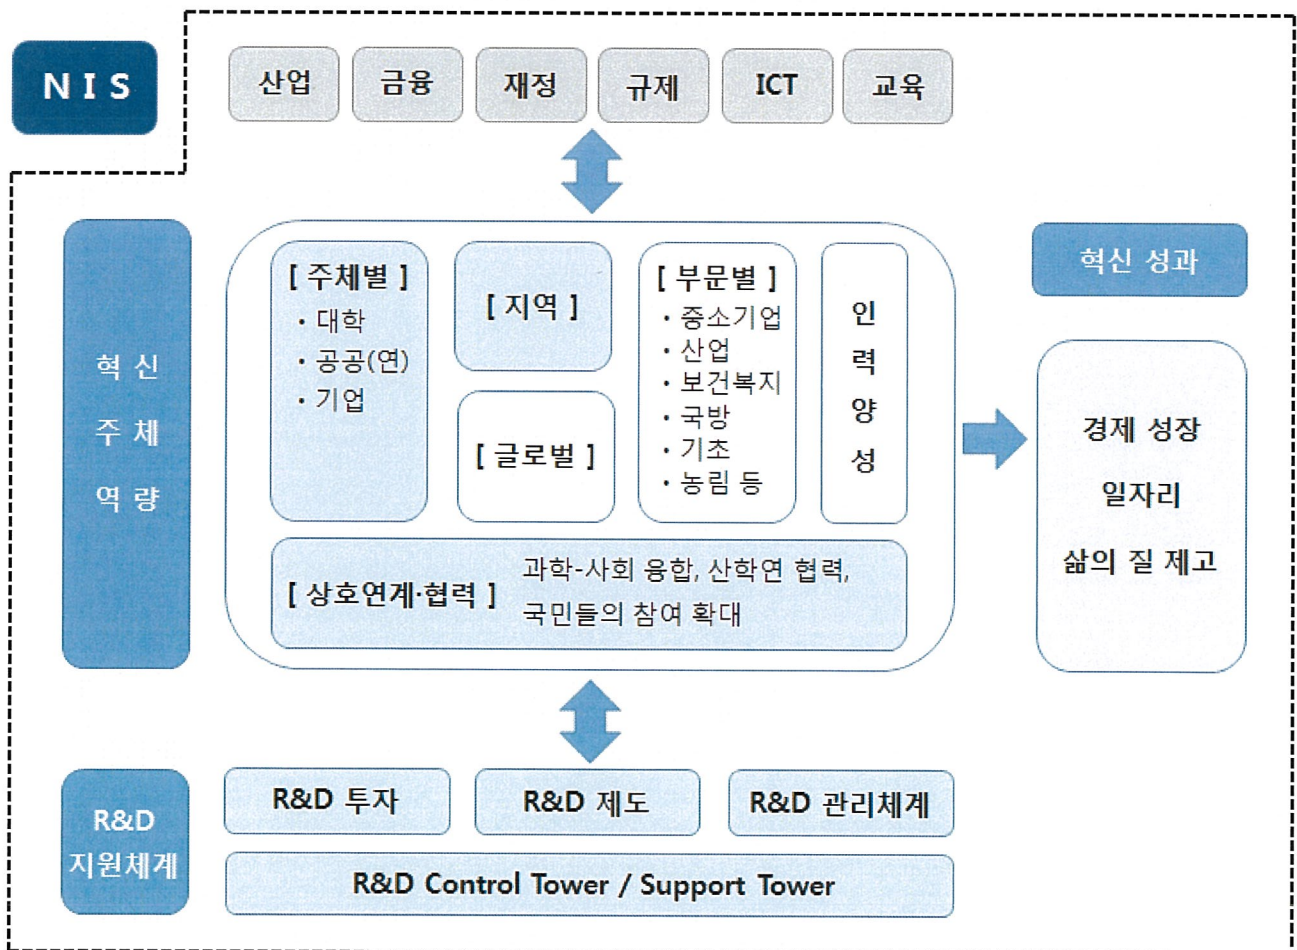 NIS
산업
금융
재정
규제
ICT
교육
혁신
주체
역량
[ 주체별 ]
· 대학
· 공공(연)
· 기업
[ 지역 ]
[ 글로벌 ]
[ 부문별 ]
· 중소기업
· 산업
· 보건복지
· 국방
· 기초
· 농림 등
인
력
양
성
[ 상호연계·협력 ]
과학-사회 융합, 산학연 협력,
국민들의 참여 확대
혁신 성과
경제 성장
일자리
삶의 질 제고
R&D
지원체계
R&D 투자
R&D 제도
R&D 관리체계
R&D Control Tower / Support Tower